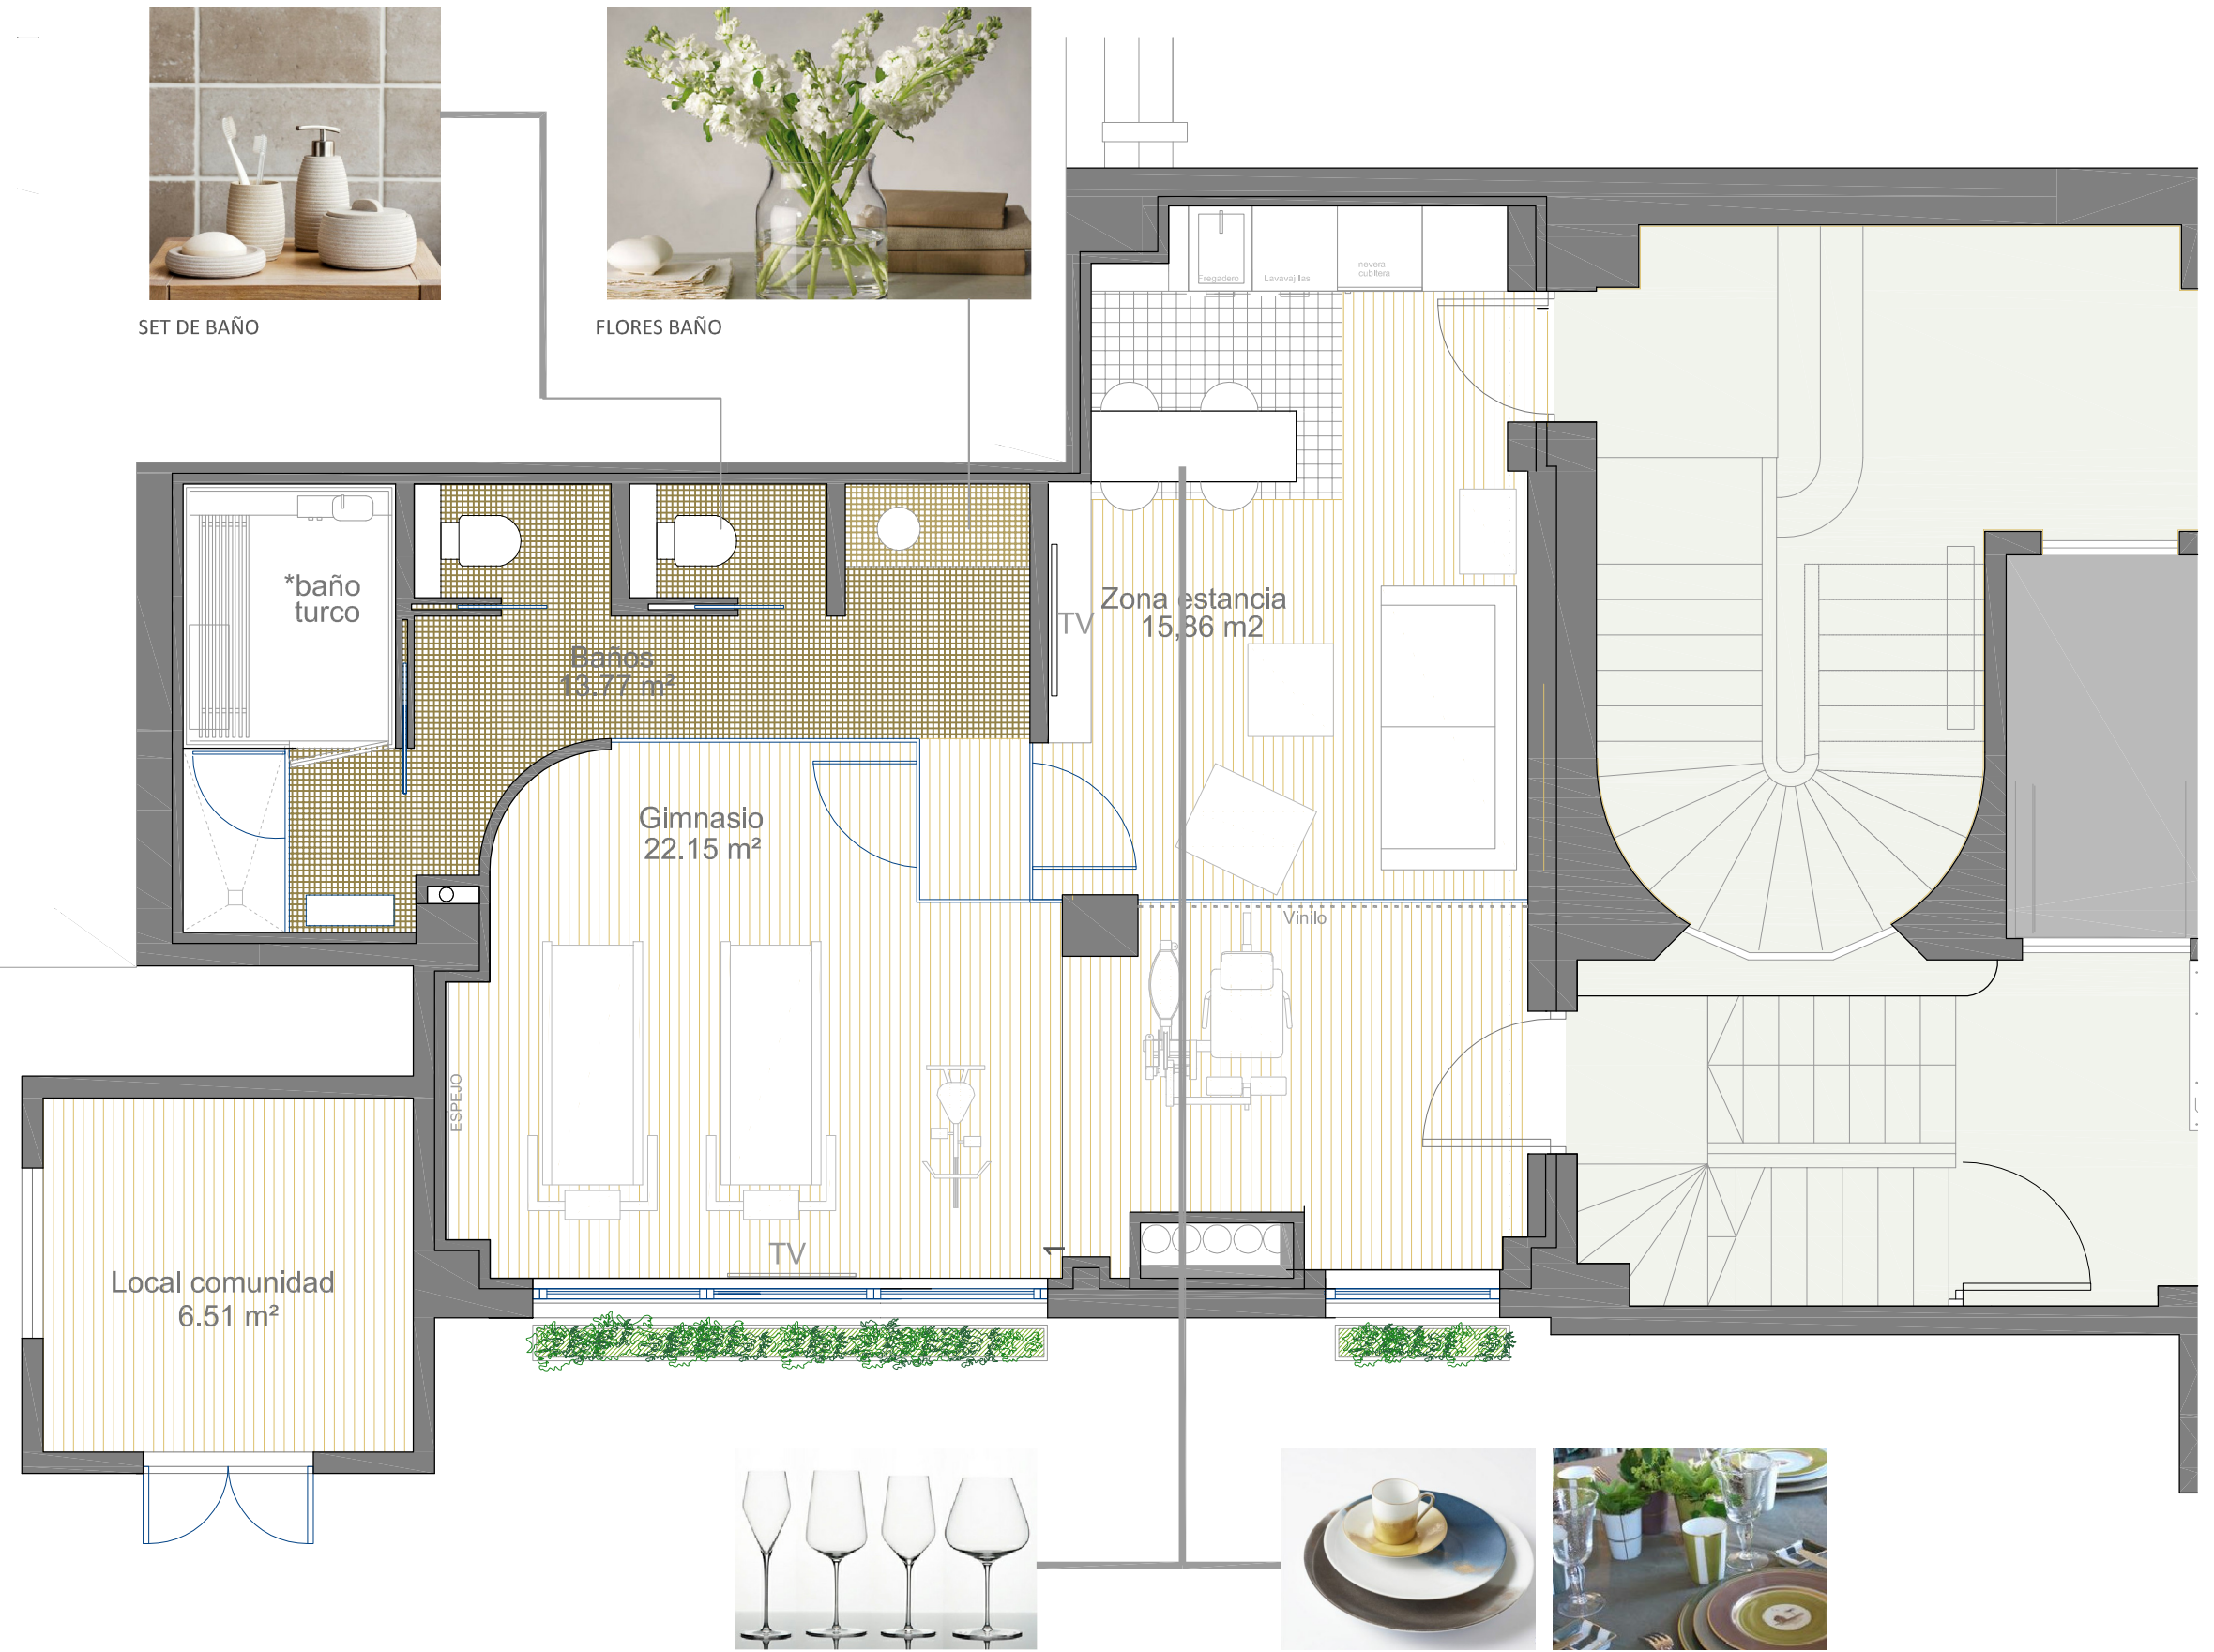 SET DE BAÑO
FLORES BAÑO
Fregadero
Lavavajillas
nevera
cubitera
*baño
turco
Baños
13.77 m²
TV
Zona estancia
15,86 m2
Gimnasio
22.15 m²
Vinilo
ESPEJO
TV
1
Local comunidad
6.51 m²